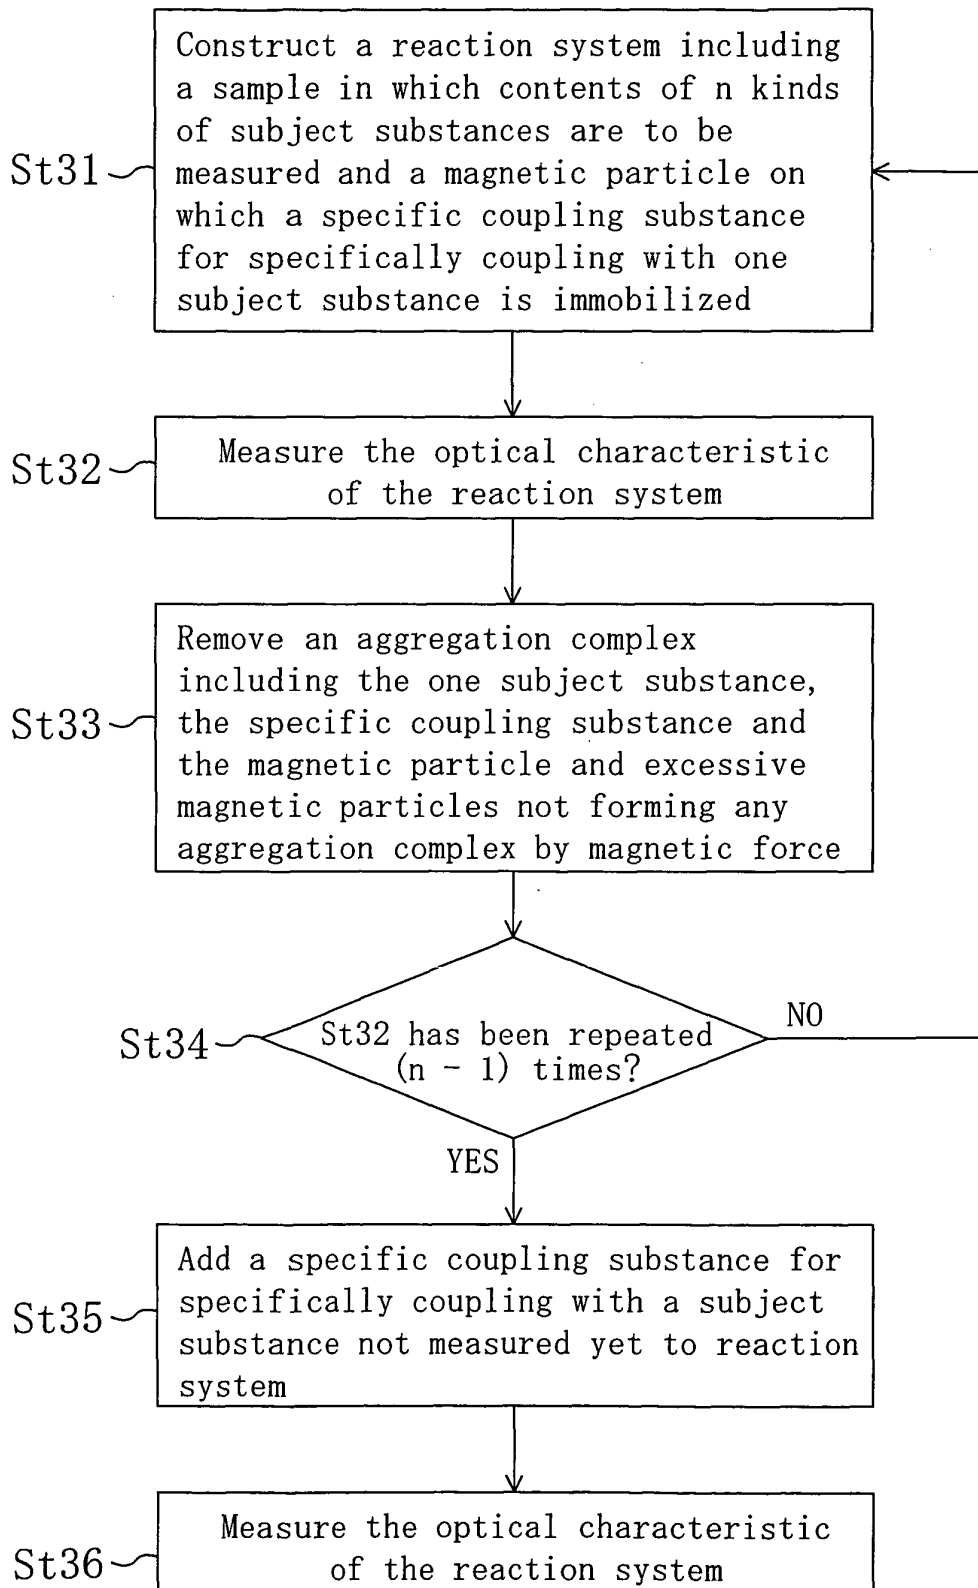 Construct a reaction system including
a sample in which contents of n kinds
of subject substances are to be
St31
measured and a magnetic particle on
which a specific coupling substance
for specifically coupling with one
subject substance is immobilized
St32
Measure the optical characteristic
of the reaction system
Remove an aggregation complex
including the one subject substance,
St33
the specific coupling substance and
the magnetic particle and excessive
magnetic particles not forming any
aggregation complex by magnetic force
St34
St32 has been repeated
(n - 1) times?
NO
YES
Add a specific coupling substance for
St35
specifically coupling with a subject
substance not measured yet to reaction
system
St36
Measure the optical characteristic
of the reaction system